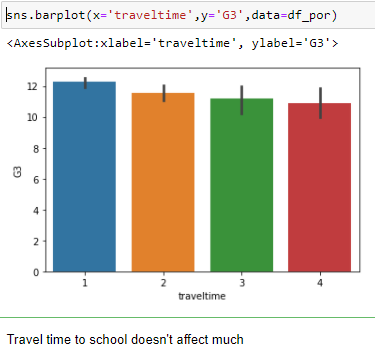 sns.barplot(x='traveltime',y='G3',data=df_por)
<AxesSubplot:xlabel='traveltime', ylabel='G3'>
12
10
8
6
4
2
0
G3
1 2 3 4
traveltime
Travel time to school doesn't affect much